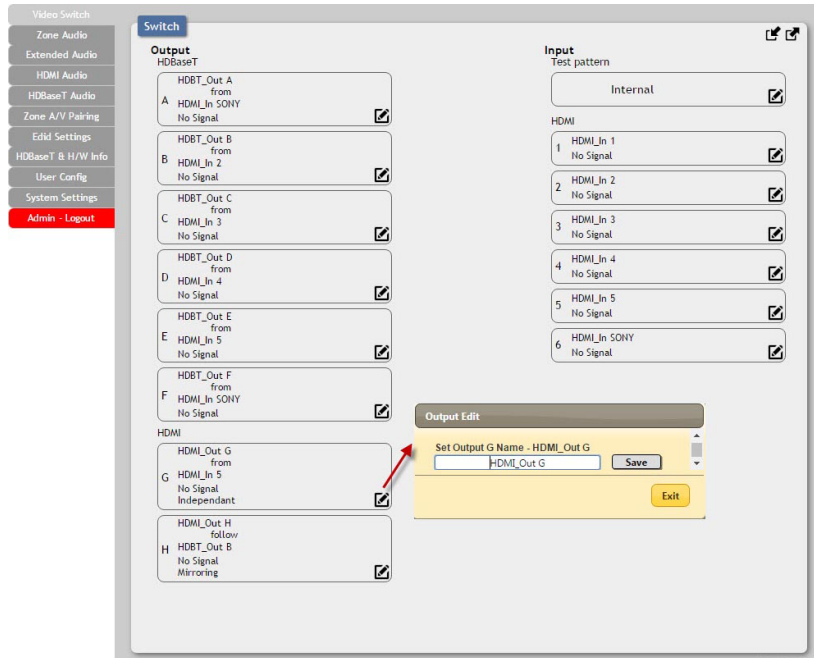 Video Switch
Zone Audio
Extended Audio
HDMI Audio
HDBaseT Audio
Zone A/V Pairing
Edid Settings
HDBaseT & H/W Info
User Config
System Settings
Admin - Logout
Switch
Output
HDBaseT
HDBT_Out A
from
A
HDMI_In SONY
No Signal
HDBT_Out B
from
B
HDMI_In 2
No Signal
HDBT_Out C
from
C
HDMI_In 3
No Signal
HDBT_Out D
from
D
HDMI_In 4
No Signal
HDBT_Out E
from
E
HDMI_In 5
No Signal
HDBT_Out F
from
F
HDMI_In SONY
No Signal
HDMI
HDMI_Out G
from
G
HDMI_In 5
No Signal
Independant
HDMI_Out H
follow
H
HDBT_Out B
No Signal
Mirroring
Input
Test pattern
Internal
HDMI
1
HDMI_In 1
No Signal
2
HDMI_In 2
No Signal
3
HDMI_In 3
No Signal
4
HDMI_In 4
No Signal
5
HDMI_In 5
No Signal
6
HDMI_In SONY
No Signal
Output Edit
Set Output G Name - HDMI_Out G
HDMI_Out G
Save
Exit